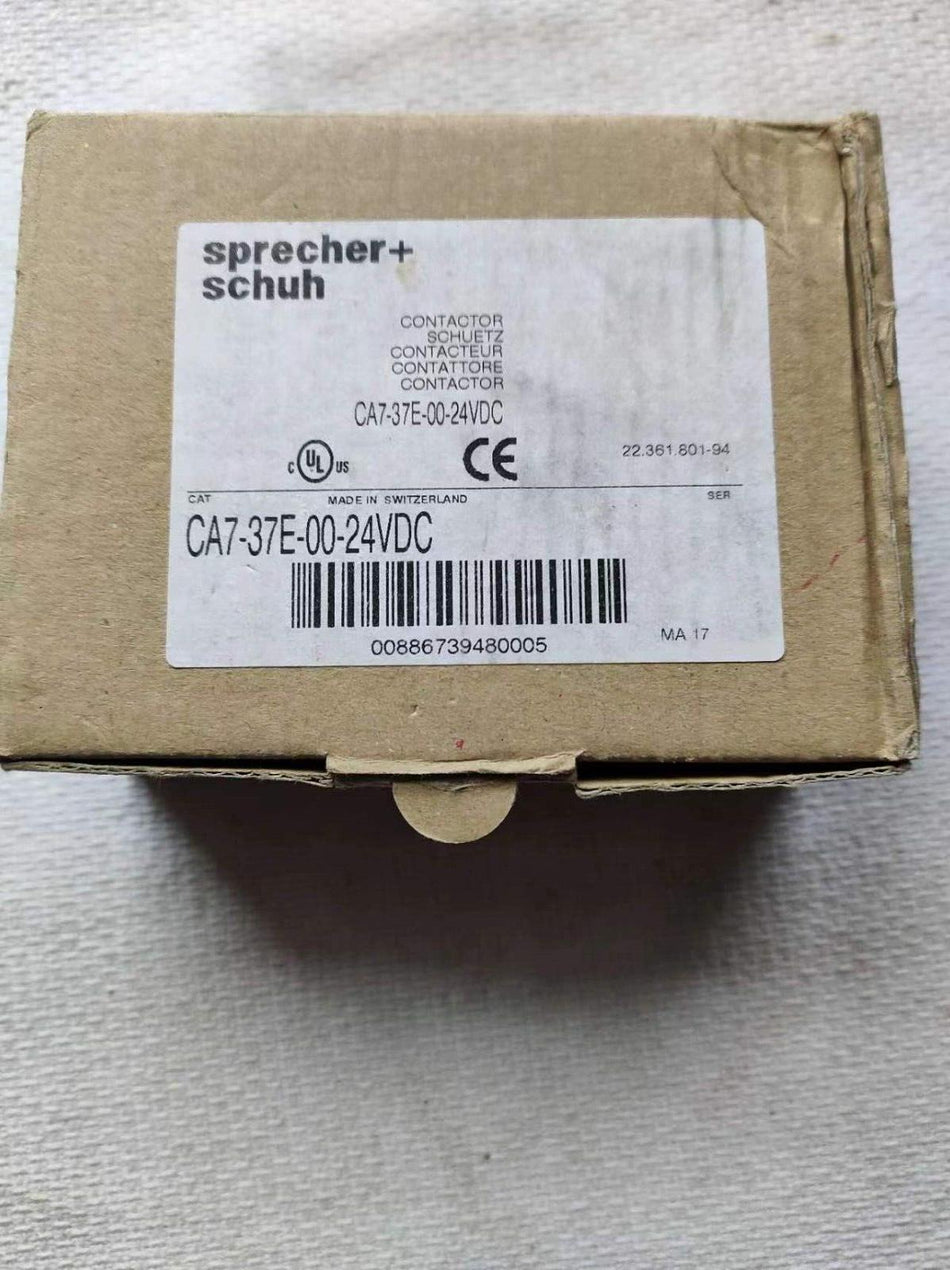 sprecher+
schuh
CONTACTOR
SCHUETZ
CONTACTEUR
CONTATTORE
CONTACTOR
CA7-37E-00-24VDC
c UL US CE 22.361.801-94
CAT MADE IN SWITZERLAND SER
CA7-37E-00-24VDC
00886739480005
MA 17